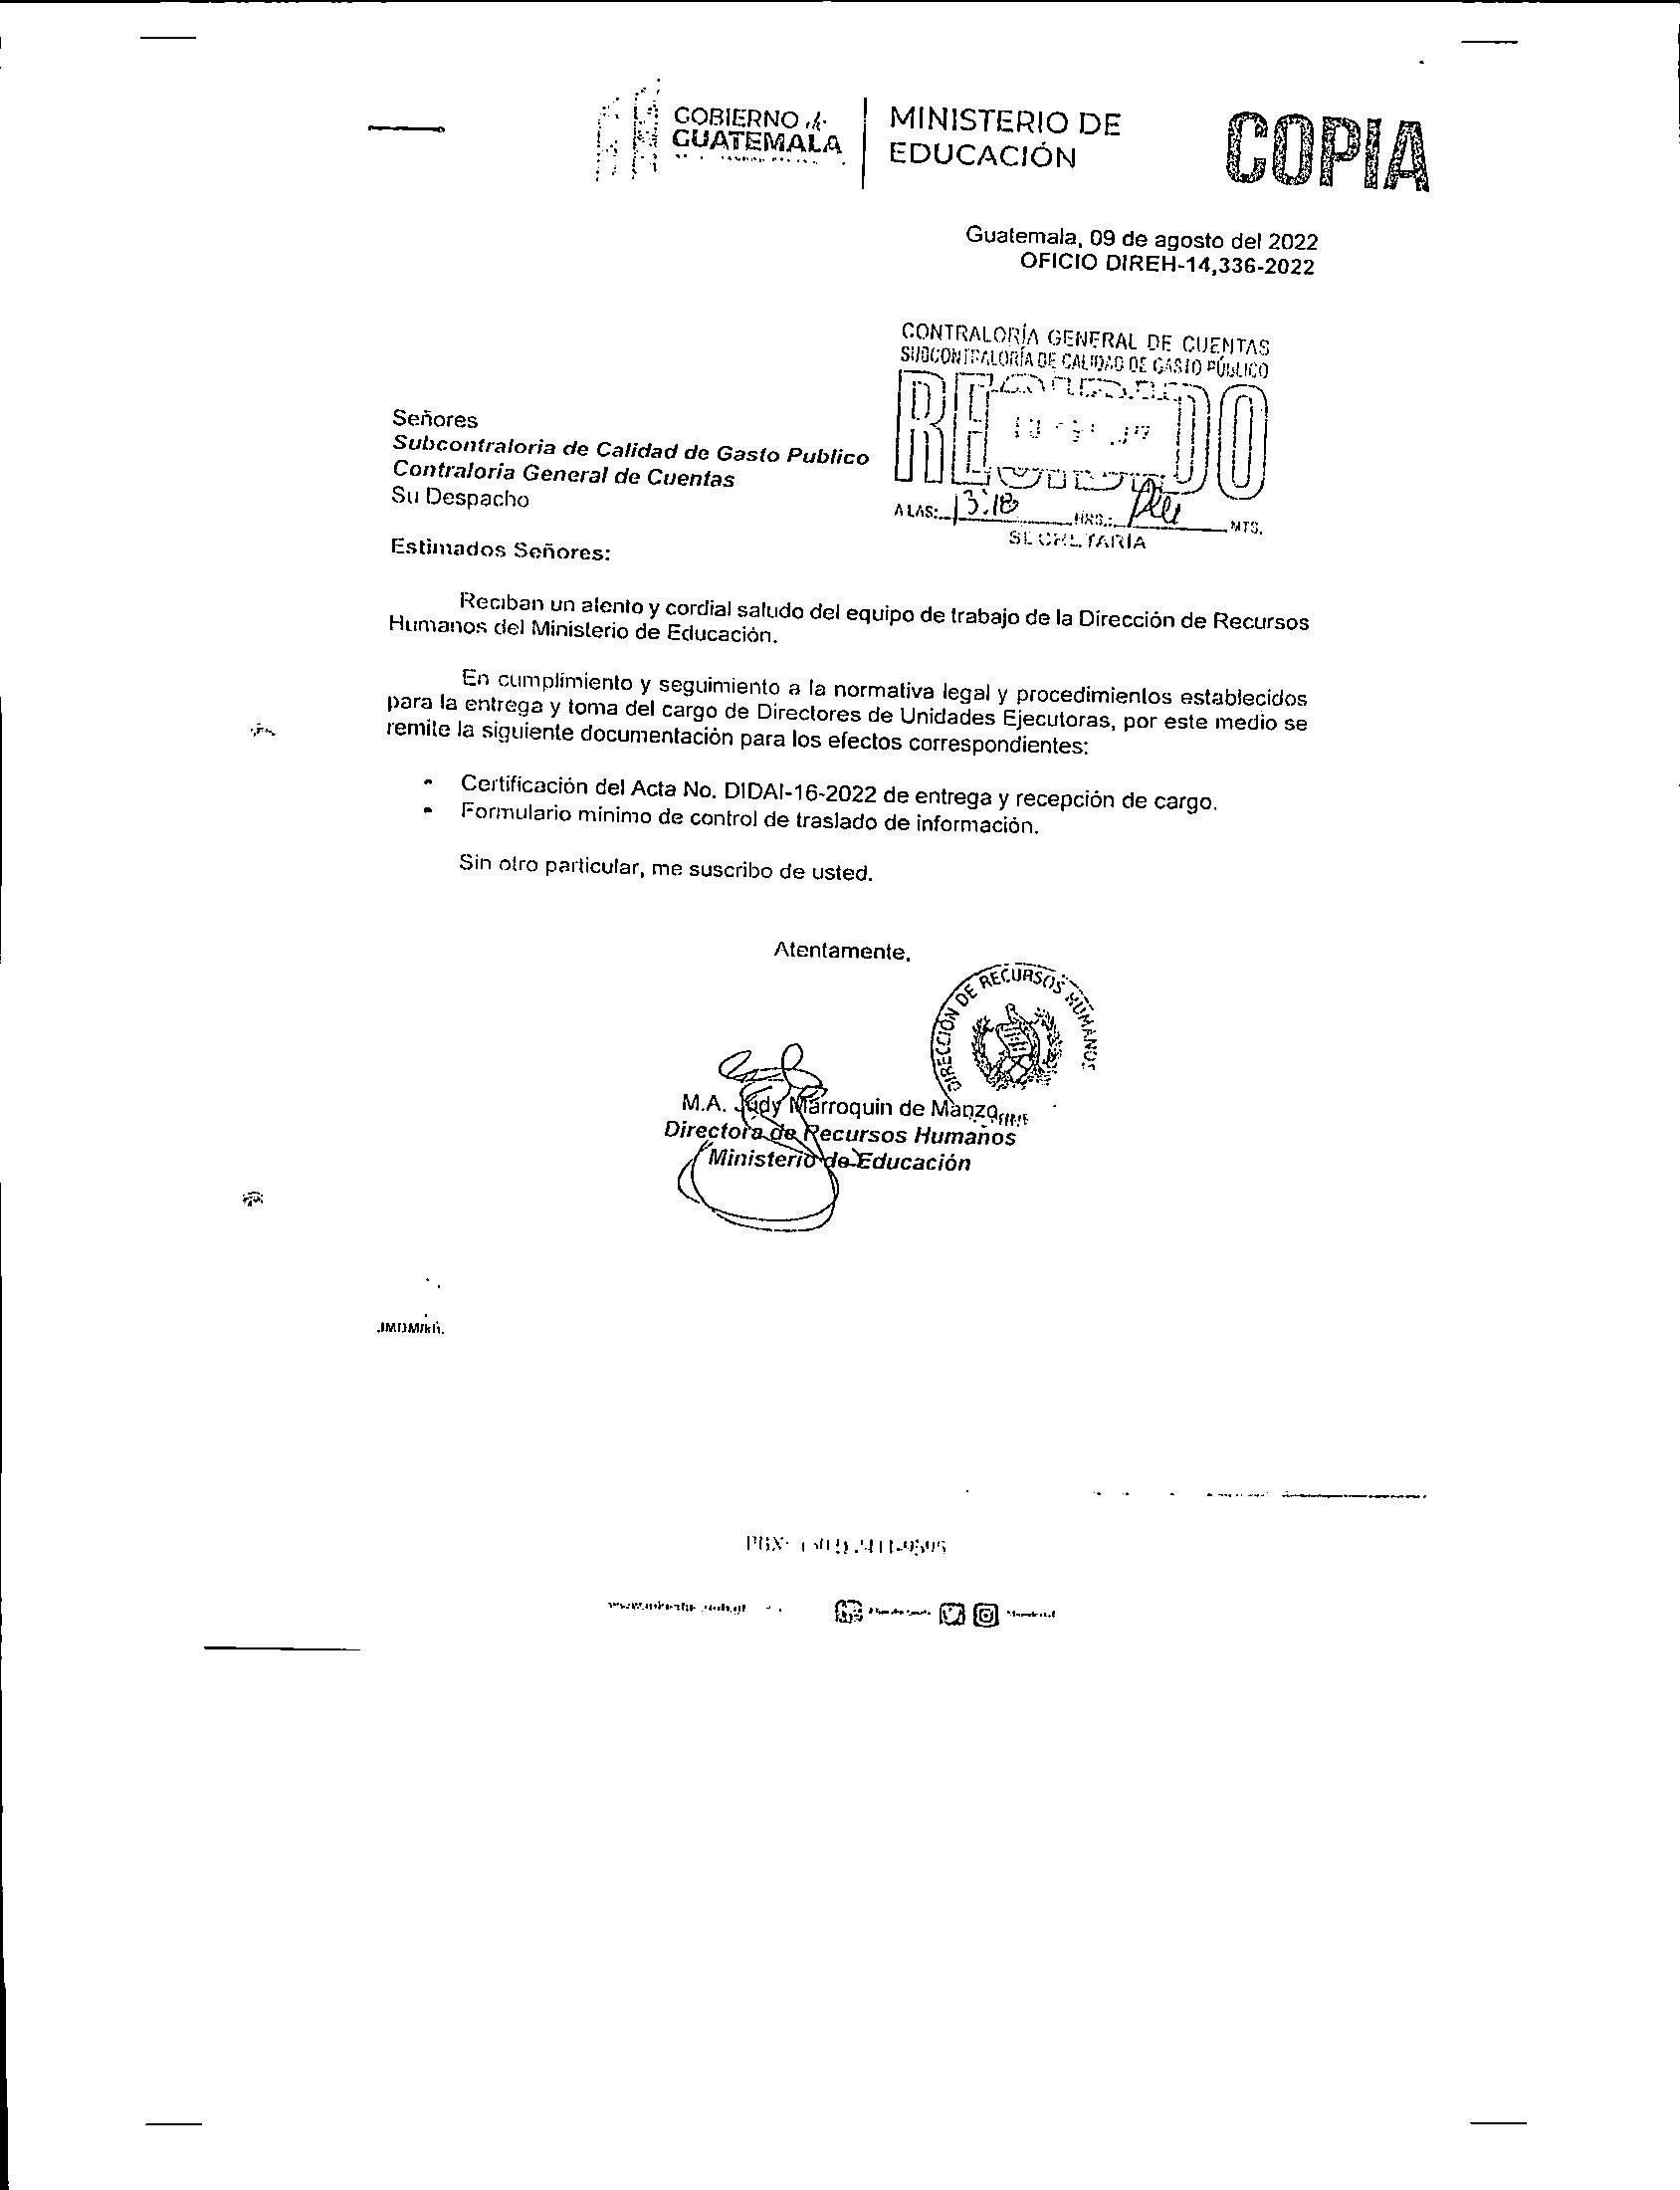 GOBIERNO de
GUATEMALA
MINISTERIO DE
EDUCACIÓN
COPIA
Guatemala, 09 de agosto del 2022
OFICIO DIREH-14,336-2022
CONTRALORÍA GENERAL DE CUENTAS
SUBCONTRALORÍA DE CALIDAD DE GASTO PÚBLICO
RECIBIDO
A LAS: 13:18 HRS.: MTS.
SECRETARÍA
Señores
Subcontraloria de Calidad de Gasto Publico
Contraloria General de Cuentas
Su Despacho
Estimados Señores:
Reciban un atento y cordial saludo del equipo de trabajo de la Dirección de Recursos
Humanos del Ministerio de Educación.
En cumplimiento y seguimiento a la normativa legal y procedimientos establecidos
para la entrega y toma del cargo de Directores de Unidades Ejecutoras, por este medio se
remite la siguiente documentación para los efectos correspondientes:
- Certificación del Acta No. DIDAI-16-2022 de entrega y recepción de cargo.
- Formulario minimo de control de traslado de información.
Sin otro particular, me suscribo de usted.
Atentamente,
DIRECCIÓN DE RECURSOS HUMANOS
M.A. Judy Marroquin de Manzo
Directora de Recursos Humanos
Ministerio de Educación
PBX: